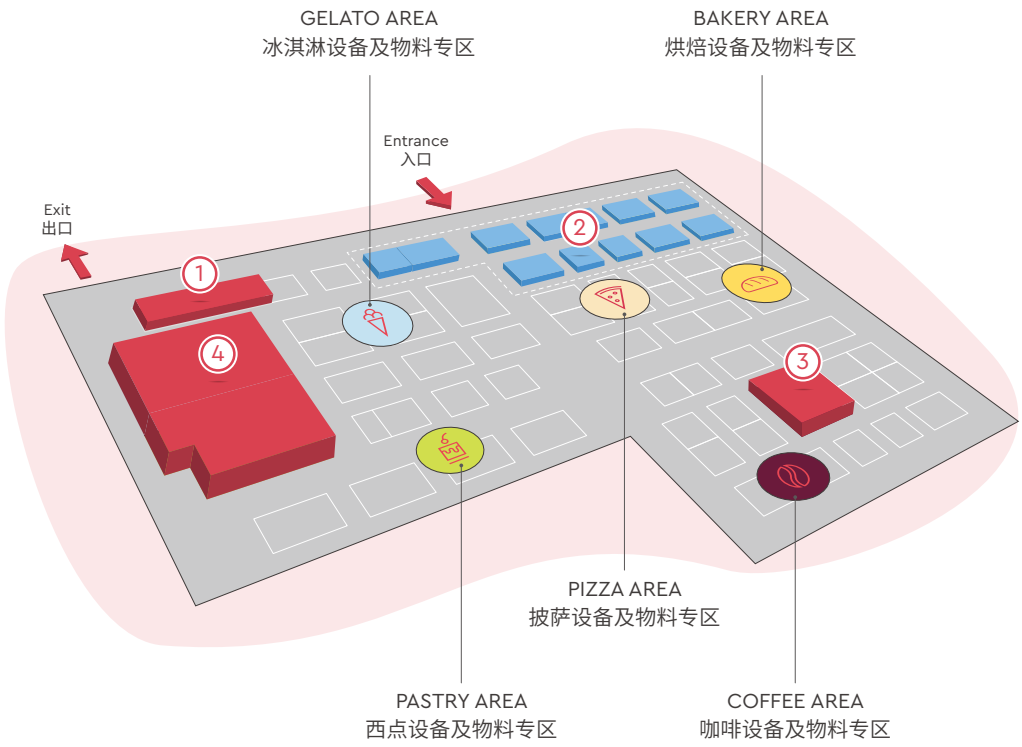 GELATO AREA
冰淇淋设备及物料专区
BAKERY AREA
烘焙设备及物料专区
Entrance
入口
Exit
出口
1
2
3
4
PIZZA AREA
披萨设备及物料专区
PASTRY AREA
西点设备及物料专区
COFFEE AREA
咖啡设备及物料专区